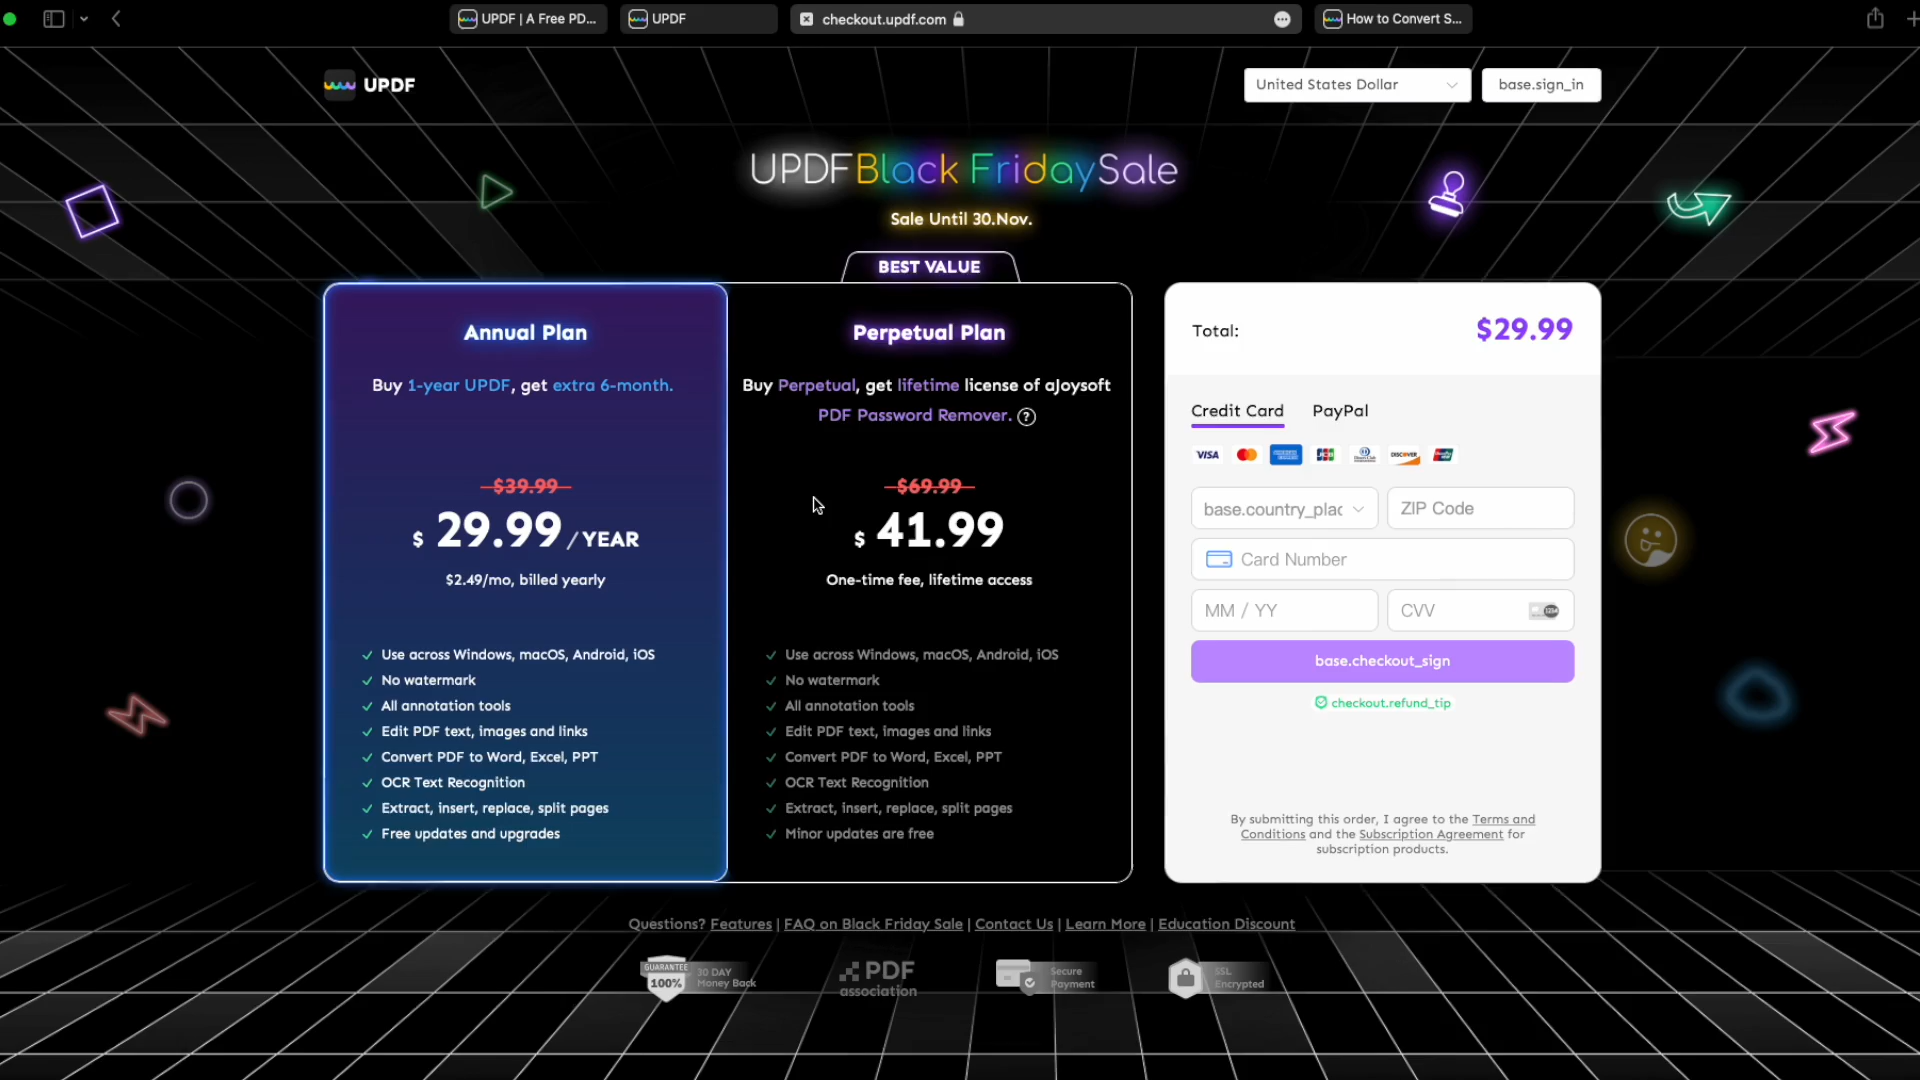 UPDF | A Free PD...
UPDF
checkout.updf.com
How to Convert S...
UPDF
United States Dollar
base.sign_in
UPDF Black Friday Sale
Sale Until 30.Nov.
BEST VALUE
Annual Plan
Buy 1-year UPDF, get extra 6-month.
$39.99
$ 29.99 / YEAR
$2.49/mo, billed yearly
Use across Windows, macOS, Android, iOS
No watermark
All annotation tools
Edit PDF text, images and links
Convert PDF to Word, Excel, PPT
OCR Text Recognition
Extract, insert, replace, split pages
Free updates and upgrades
Perpetual Plan
Buy Perpetual, get lifetime license of aJoysoft
PDF Password Remover. ?
$69.99
$ 41.99
One-time fee, lifetime access
Use across Windows, macOS, Android, iOS
No watermark
All annotation tools
Edit PDF text, images and links
Convert PDF to Word, Excel, PPT
OCR Text Recognition
Extract, insert, replace, split pages
Minor updates are free
Total: $29.99
Credit Card PayPal
VISA JCB DISCOVER
base.country_plac ZIP Code
Card Number
MM / YY CVV
base.checkout_sign
checkout.refund_tip
By submitting this order, I agree to the Terms and
Conditions and the Subscription Agreement for
subscription products.
Questions? Features | FAQ on Black Friday Sale | Contact Us | Learn More | Education Discount
GUARANTEE
100%
30 DAY
Money Back
PDF
association
Secure
Payment
SSL
Encrypted